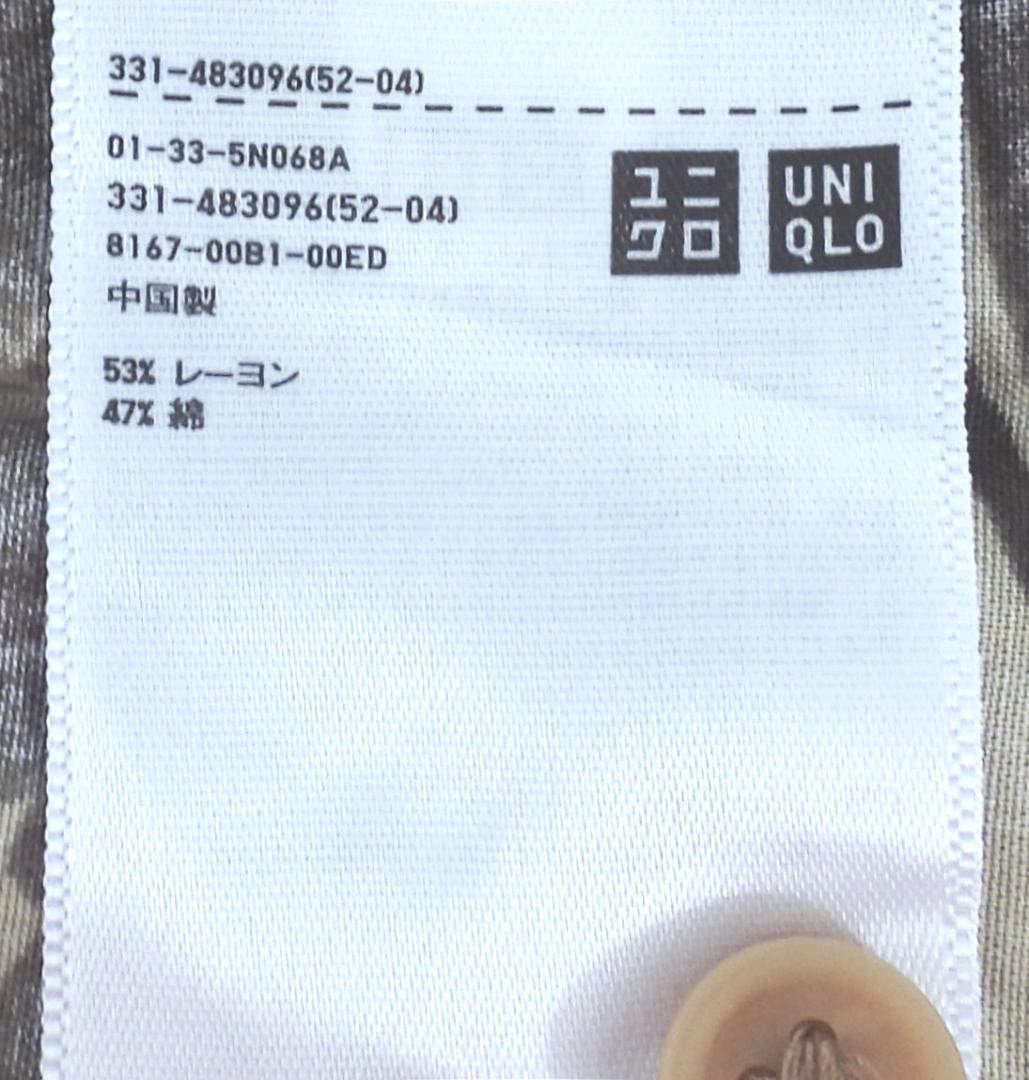 331-483096(52-04)
01-33-5N068A
331-483096(52-04)
8167-00B1-00ED
中国製
53% レーヨン
47% 綿
ユニ
クロ
UNI
QLO